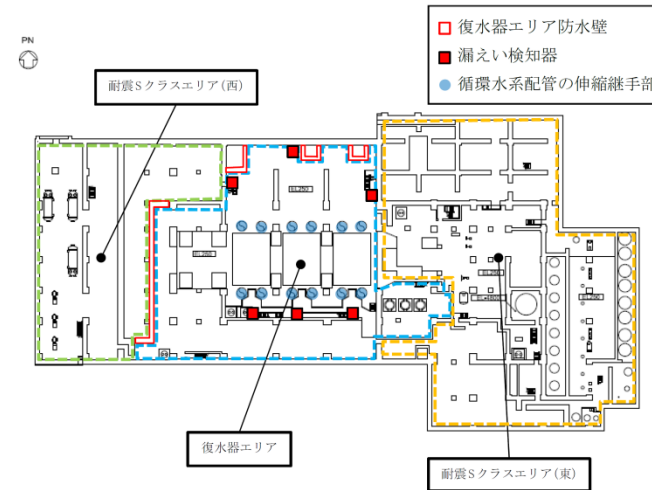 PN
復水器エリア防水壁
漏えい検知器
循環水系配管の伸縮継手部
耐震Sクラスエリア(西)
EL250
復水器エリア
耐震Sクラスエリア(東)